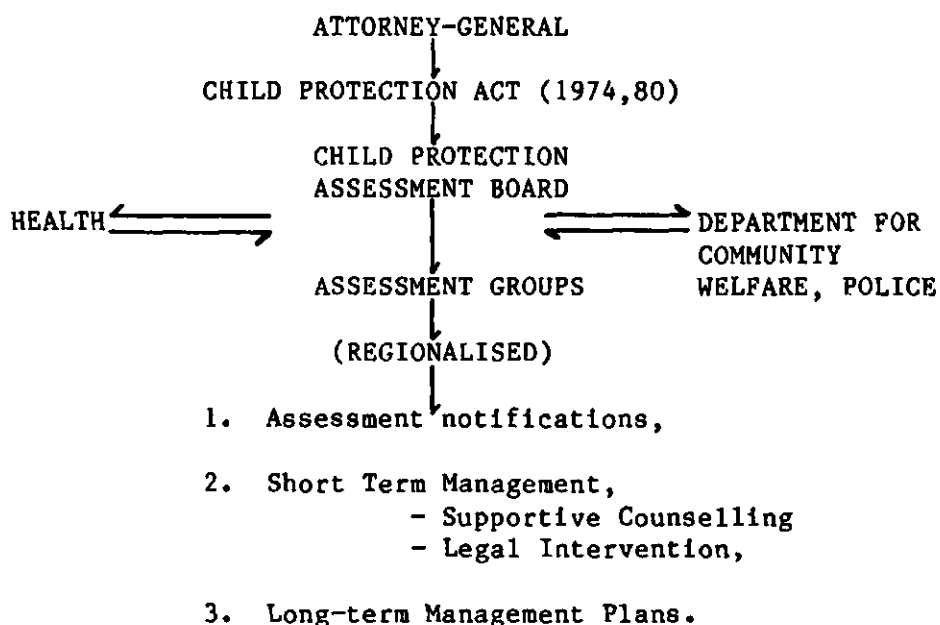 ATTORNEY-GENERAL
CHILD PROTECTION ACT (1974,80)
CHILD PROTECTION
ASSESSMENT BOARD
HEALTH
DEPARTMENT FOR
COMMUNITY
WELFARE, POLICE
ASSESSMENT GROUPS
(REGIONALISED)
1. Assessment notifications,
2. Short Term Management,
- Supportive Counselling
- Legal Intervention,
3. Long-term Management Plans.